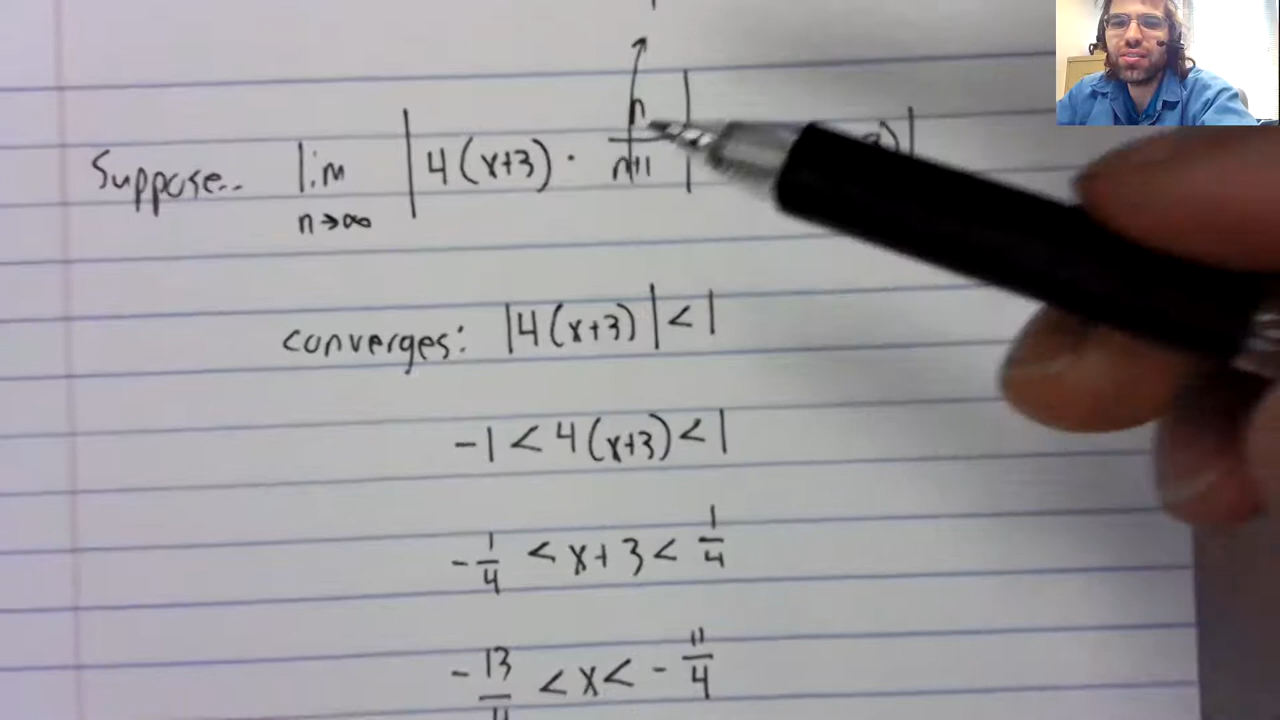 Suppose.. lim n→∞ |4(x+3) · n/n+1| 3)|
converges: |4(x+3)| < 1
-1 < 4(x+3) < 1
-1/4 < x+3 < 1/4
-13/4 < x < -11/4